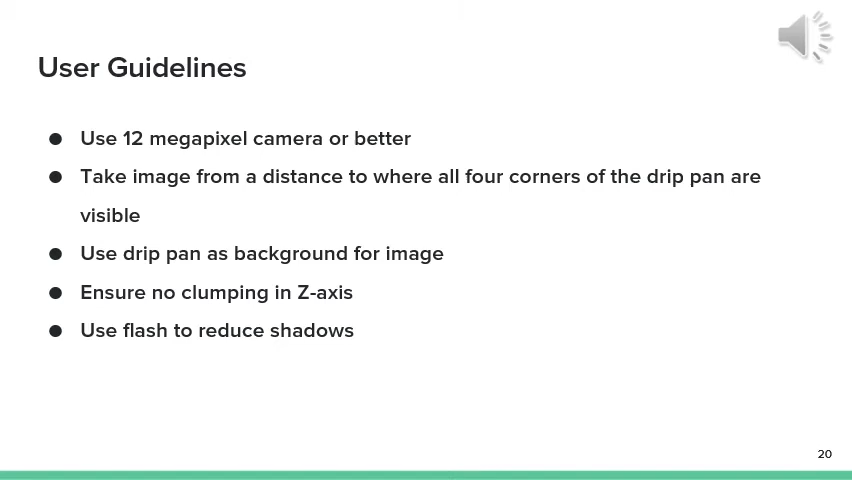 User Guidelines
● Use 12 megapixel camera or better
● Take image from a distance to where all four corners of the drip pan are
visible
● Use drip pan as background for image
● Ensure no clumping in Z-axis
● Use flash to reduce shadows
20